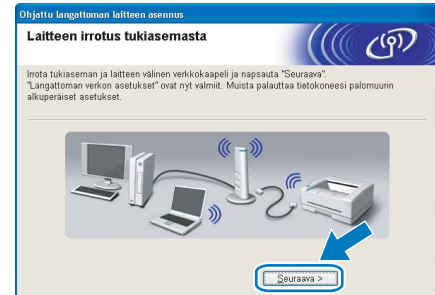 Ohjattu langattoman laitteen asennus
Laitteen irrotus tukiasemasta
Irrota tukiaseman ja laitteen välinen verkkokaapeli ja napsauta "Seuraava".
"Langattoman verkon asetukset" ovat nyt valmiit. Muista palauttaa tietokoneesi palomuurin
alkuperäiset asetukset.
Seuraava >